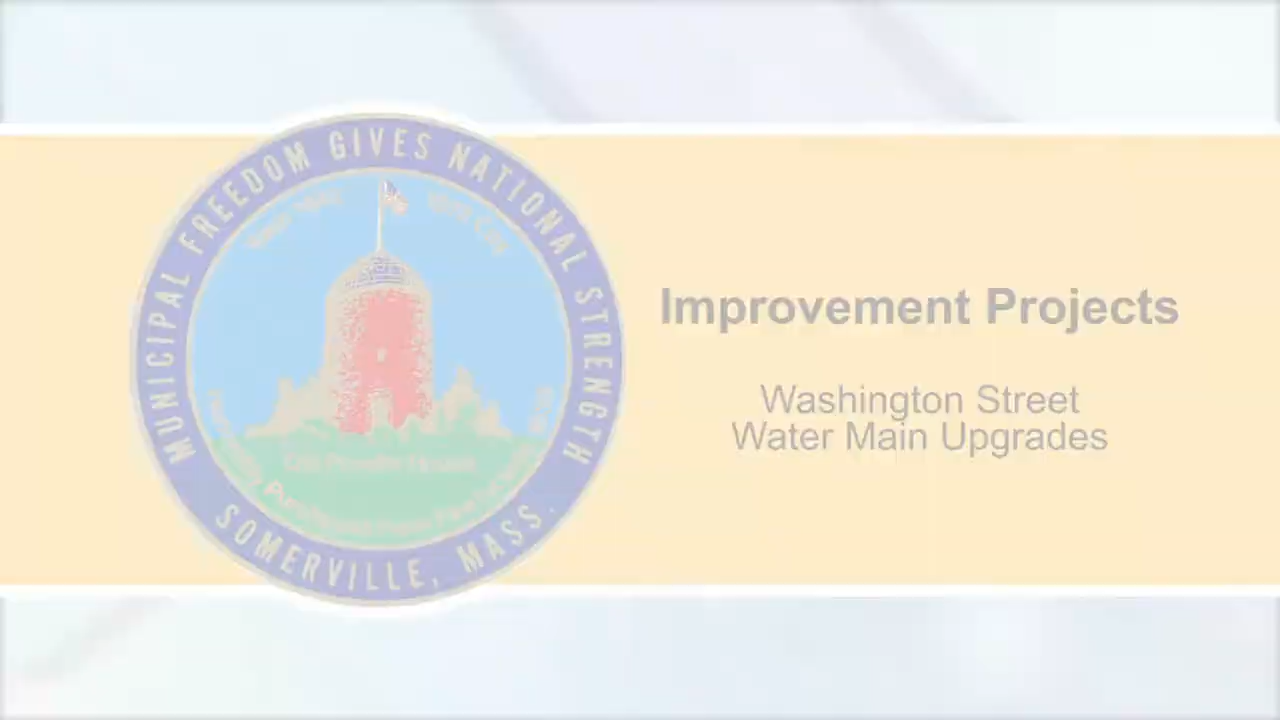 MUNICIPAL FREEDOM GIVES NATIONAL STRENGTH
SOMERVILLE, MASS.
Improvement Projects
Washington Street
Water Main Upgrades